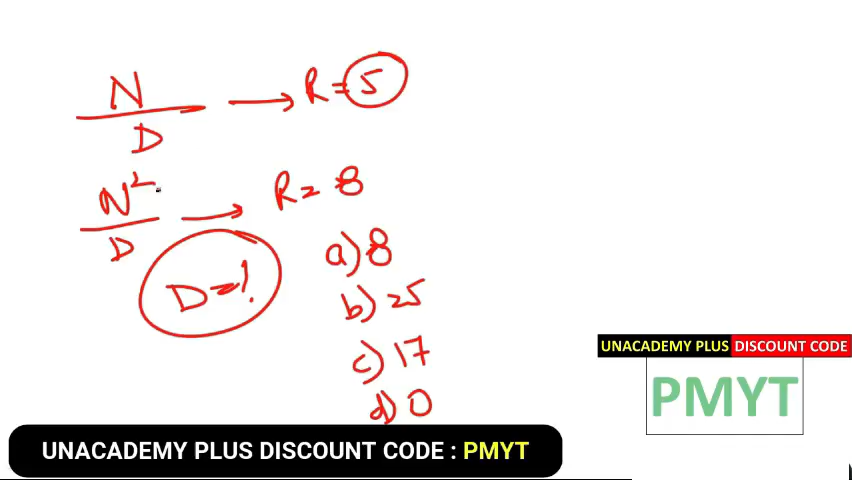 N
D
R = 5
N²
D
R = 8
D = ?
a) 8
b) 25
c) 17
d) 0
UNACADEMY PLUS DISCOUNT CODE
PMYT
UNACADEMY PLUS DISCOUNT CODE : PMYT